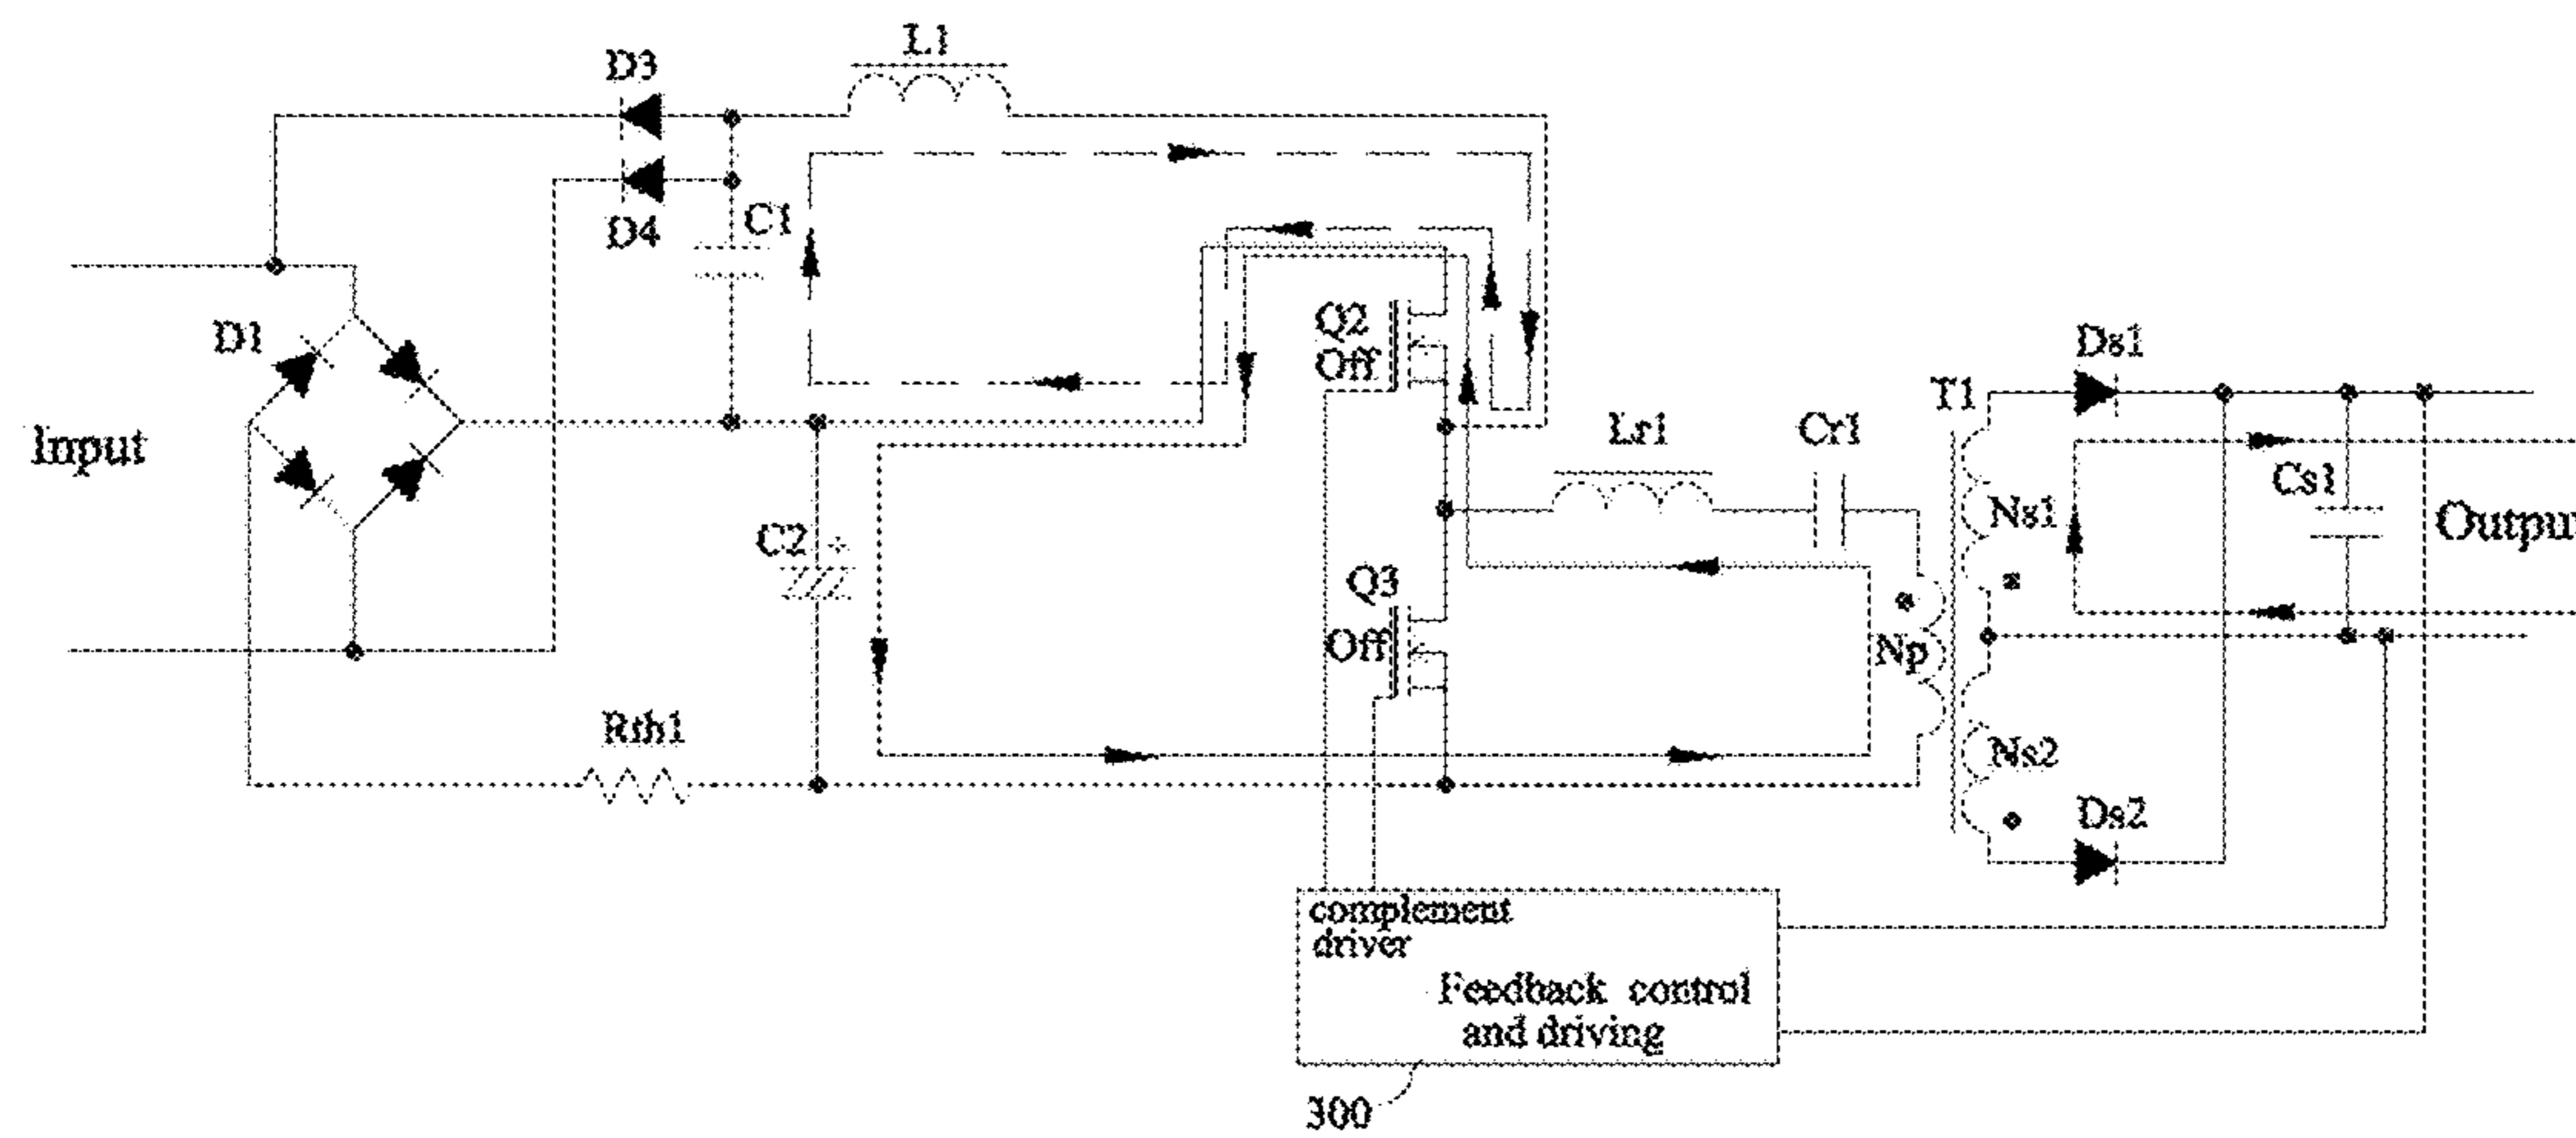 L1
D3
D4
C1
D1
Q2
Off
Ds1
T1
Input
Lr1
Cr1
Cs1
Ns1
Output
C2 +
Q3
Off
Np
Rth1
Ns2
Ds2
complement
driver
Feedback control
and driving
300